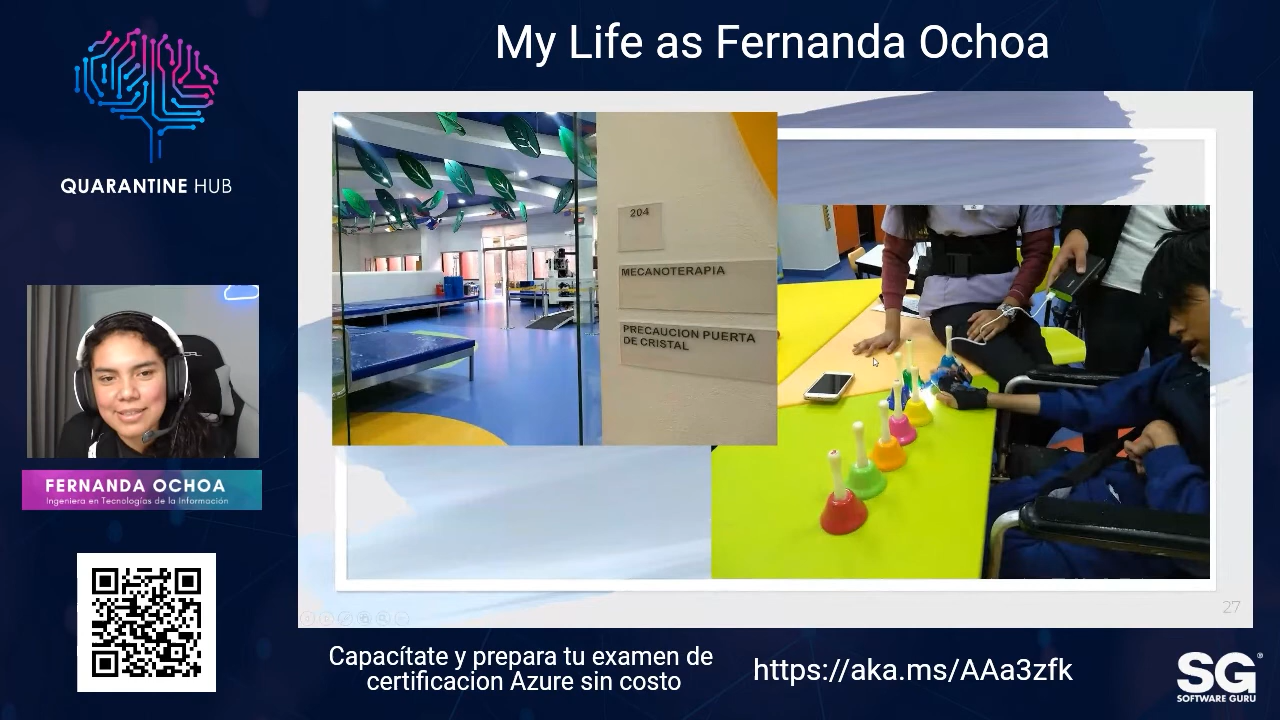 My Life as Fernanda Ochoa
QUARANTINE HUB
204
MECANOTERAPIA
PRECAUCION PUERTA
DE CRISTAL
FERNANDA OCHOA
Ingeniera en Tecnologías de la Información
27
Capacítate y prepara tu examen de
certificacion Azure sin costo
https://aka.ms/AAa3zfk
SG®
SOFTWARE GURU